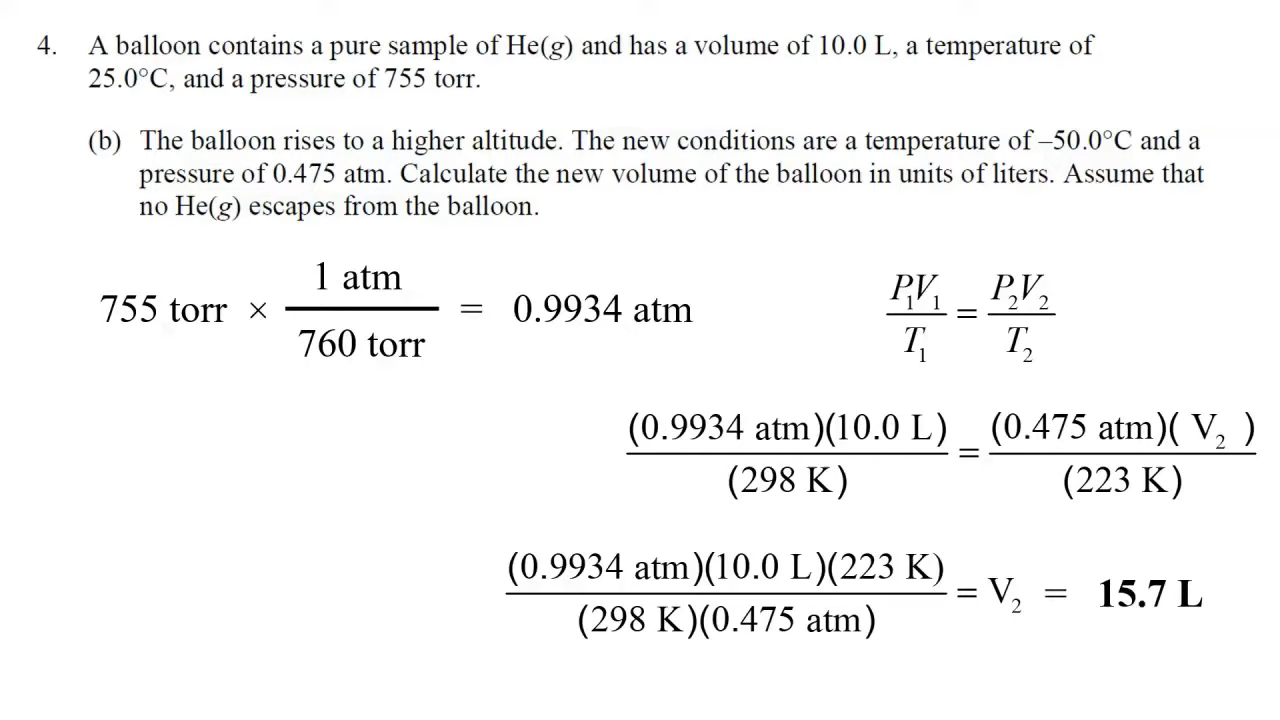 4. A balloon contains a pure sample of He(g) and has a volume of 10.0 L, a temperature of
25.0°C, and a pressure of 755 torr.
(b) The balloon rises to a higher altitude. The new conditions are a temperature of –50.0°C and a
pressure of 0.475 atm. Calculate the new volume of the balloon in units of liters. Assume that
no He(g) escapes from the balloon.
755 torr × 1 atm / 760 torr = 0.9934 atm
P₁V₁ / T₁ = P₂V₂ / T₂
(0.9934 atm)(10.0 L) / (298 K) = (0.475 atm)( V₂ ) / (223 K)
(0.9934 atm)(10.0 L)(223 K) / (298 K)(0.475 atm) = V₂ = 15.7 L